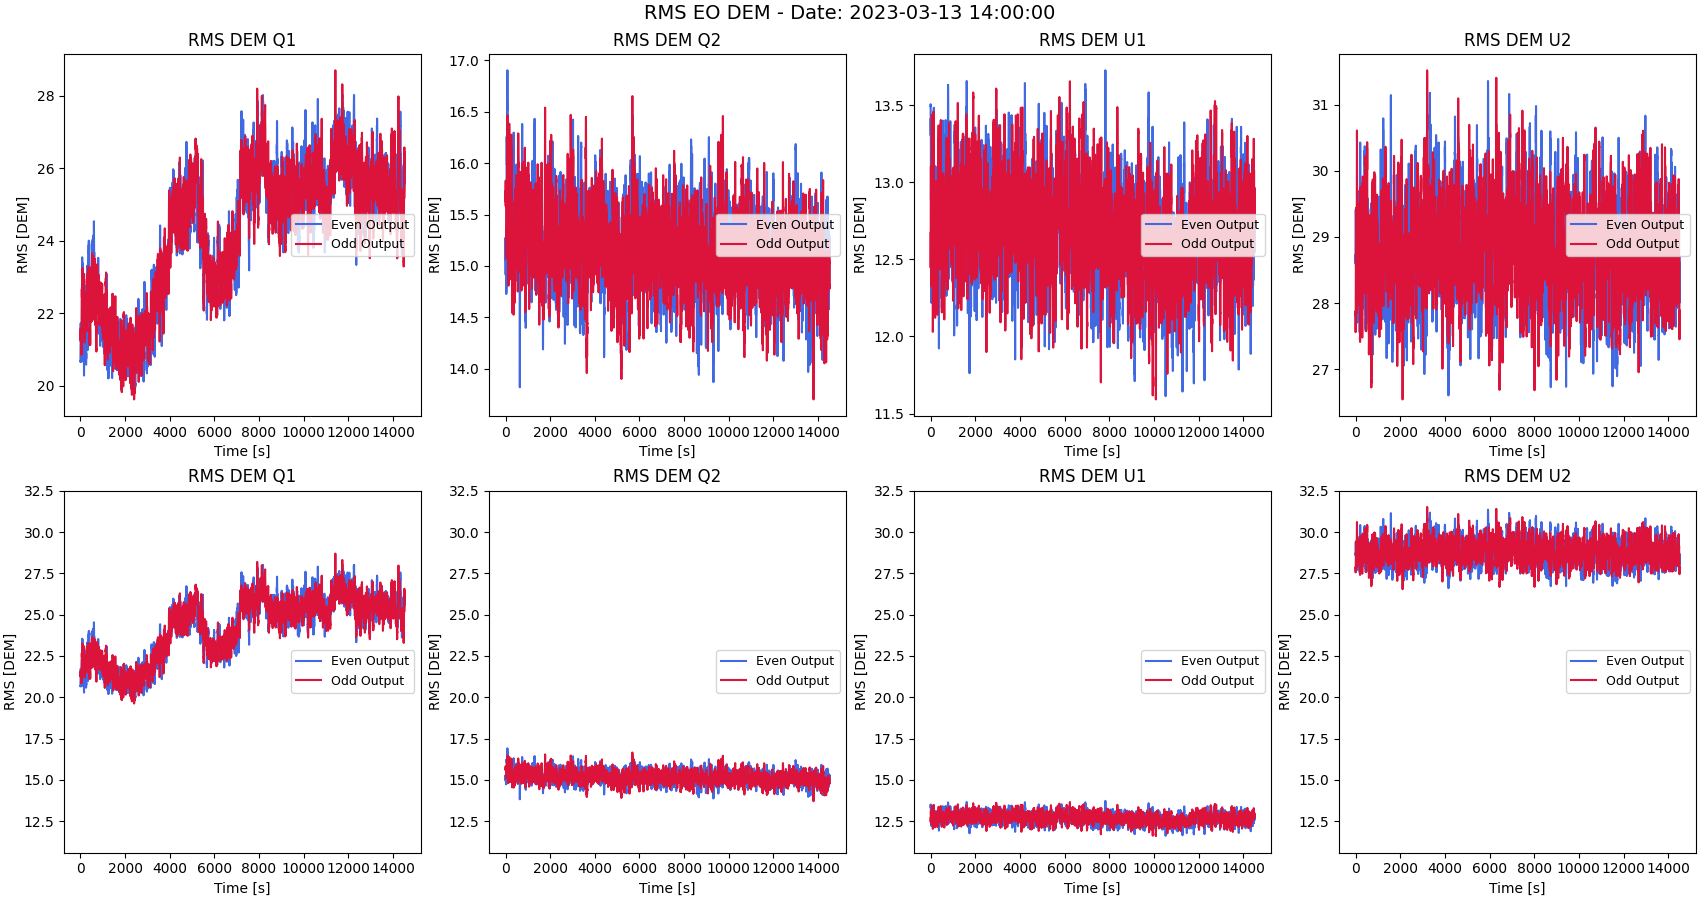 RMS EO DEM - Date: 2023-03-13 14:00:00
RMS DEM Q1
RMS [DEM]
28
26
24
22
20
Even Output
Odd Output
0 2000 4000 6000 8000 10000 12000 14000
Time [s]
RMS DEM Q2
RMS [DEM]
17.0
16.5
16.0
15.5
15.0
14.5
14.0
Even Output
Odd Output
0 2000 4000 6000 8000 10000 12000 14000
Time [s]
RMS DEM U1
RMS [DEM]
13.5
13.0
12.5
12.0
11.5
Even Output
Odd Output
0 2000 4000 6000 8000 10000 12000 14000
Time [s]
RMS DEM U2
RMS [DEM]
31
30
29
28
27
Even Output
Odd Output
0 2000 4000 6000 8000 10000 12000 14000
Time [s]
RMS DEM Q1
RMS [DEM]
32.5
30.0
27.5
25.0
22.5
20.0
17.5
15.0
12.5
Even Output
Odd Output
0 2000 4000 6000 8000 10000 12000 14000
Time [s]
RMS DEM Q2
RMS [DEM]
32.5
30.0
27.5
25.0
22.5
20.0
17.5
15.0
12.5
Even Output
Odd Output
0 2000 4000 6000 8000 10000 12000 14000
Time [s]
RMS DEM U1
RMS [DEM]
32.5
30.0
27.5
25.0
22.5
20.0
17.5
15.0
12.5
Even Output
Odd Output
0 2000 4000 6000 8000 10000 12000 14000
Time [s]
RMS DEM U2
RMS [DEM]
32.5
30.0
27.5
25.0
22.5
20.0
17.5
15.0
12.5
Even Output
Odd Output
0 2000 4000 6000 8000 10000 12000 14000
Time [s]